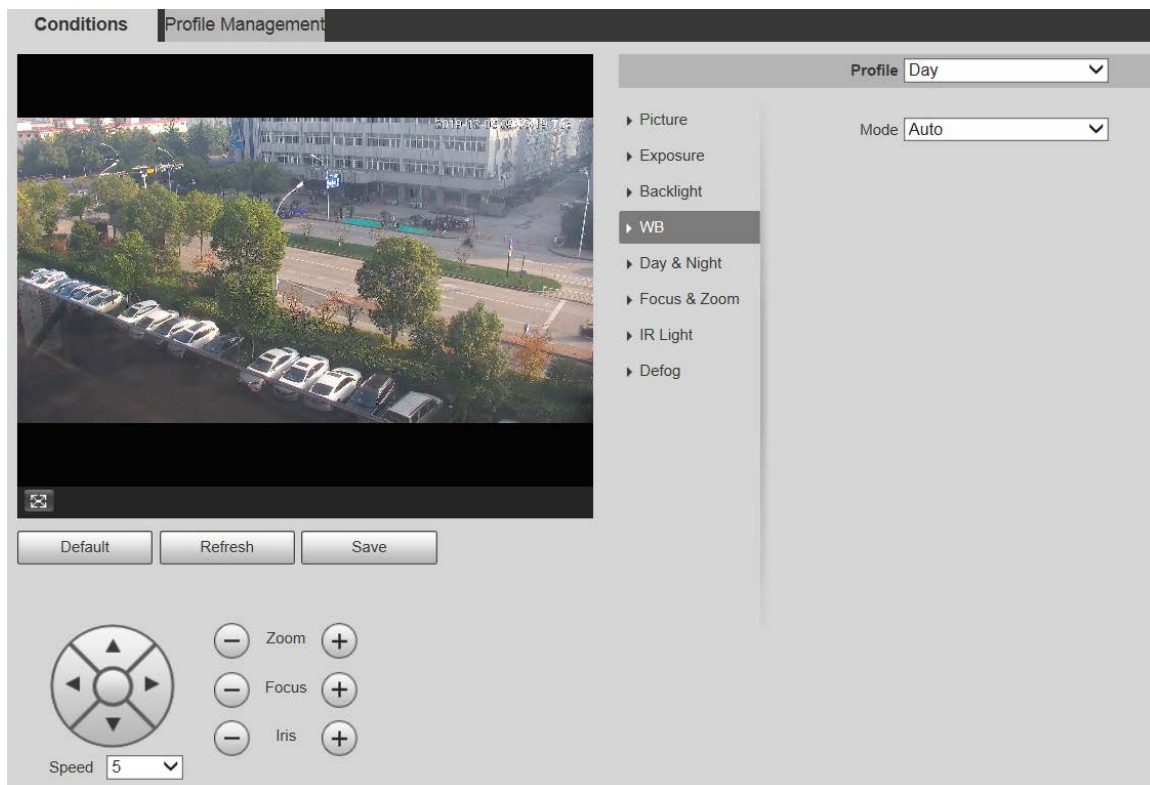 Conditions Profile Management
Profile Day
Picture
Mode Auto
Exposure
Backlight
WB
Day & Night
Focus & Zoom
IR Light
Defog
Default Refresh Save
Zoom
Focus
Iris
Speed 5